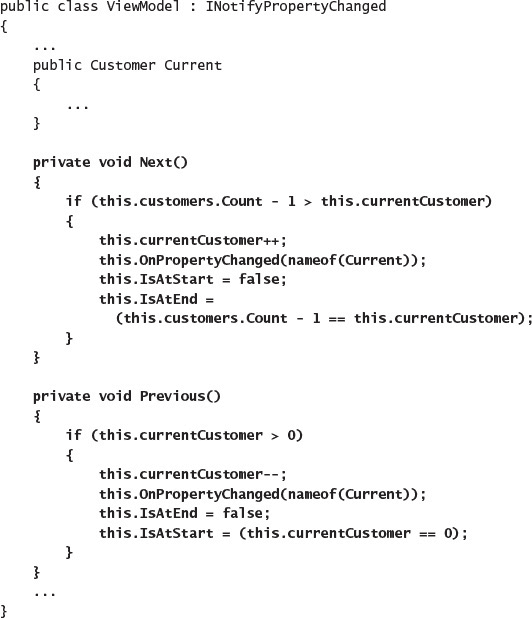 public class ViewModel : INotifyPropertyChanged
{
    ...
    public Customer Current
    {
        ...
    }

    private void Next()
    {
        if (this.customers.Count - 1 > this.currentCustomer)
        {
            this.currentCustomer++;
            this.OnPropertyChanged(nameof(Current));
            this.IsAtStart = false;
            this.IsAtEnd =
              (this.customers.Count - 1 == this.currentCustomer);
        }
    }

    private void Previous()
    {
        if (this.currentCustomer > 0)
        {
            this.currentCustomer--;
            this.OnPropertyChanged(nameof(Current));
            this.IsAtEnd = false;
            this.IsAtStart = (this.currentCustomer == 0);
        }
    }
    ...
}